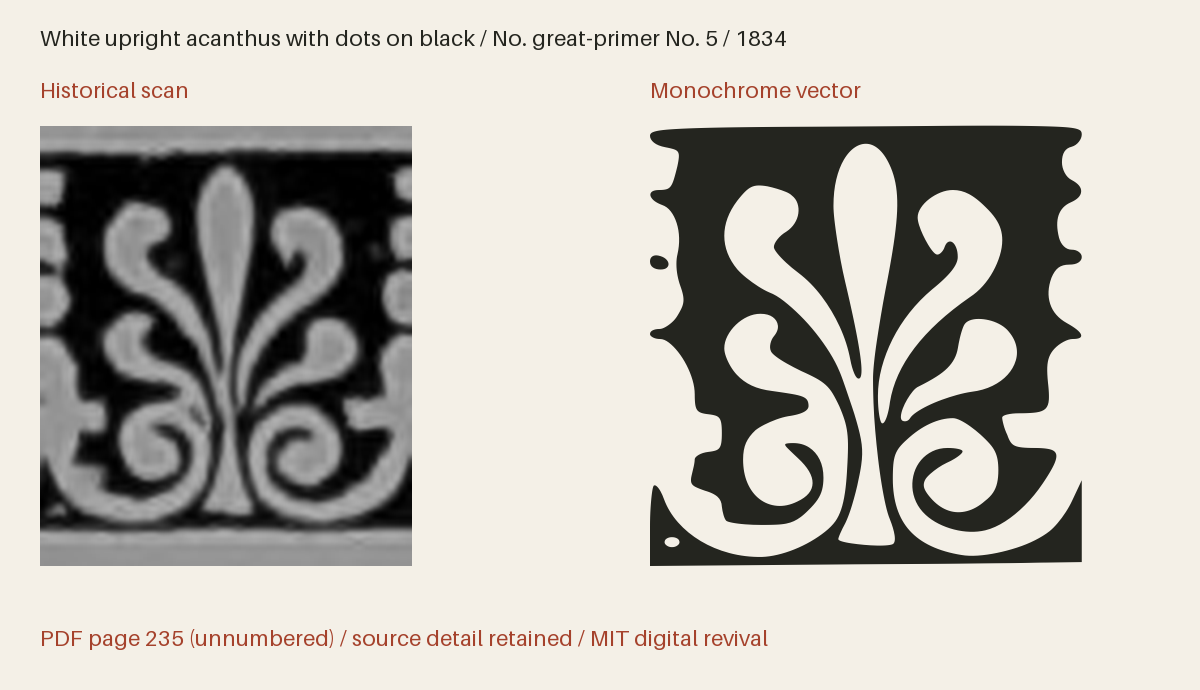 White upright acanthus with dots on black / No. great-primer No. 5 / 1834
Historical scan
Monochrome vector
PDF page 235 (unnumbered) / source detail retained / MIT digital revival